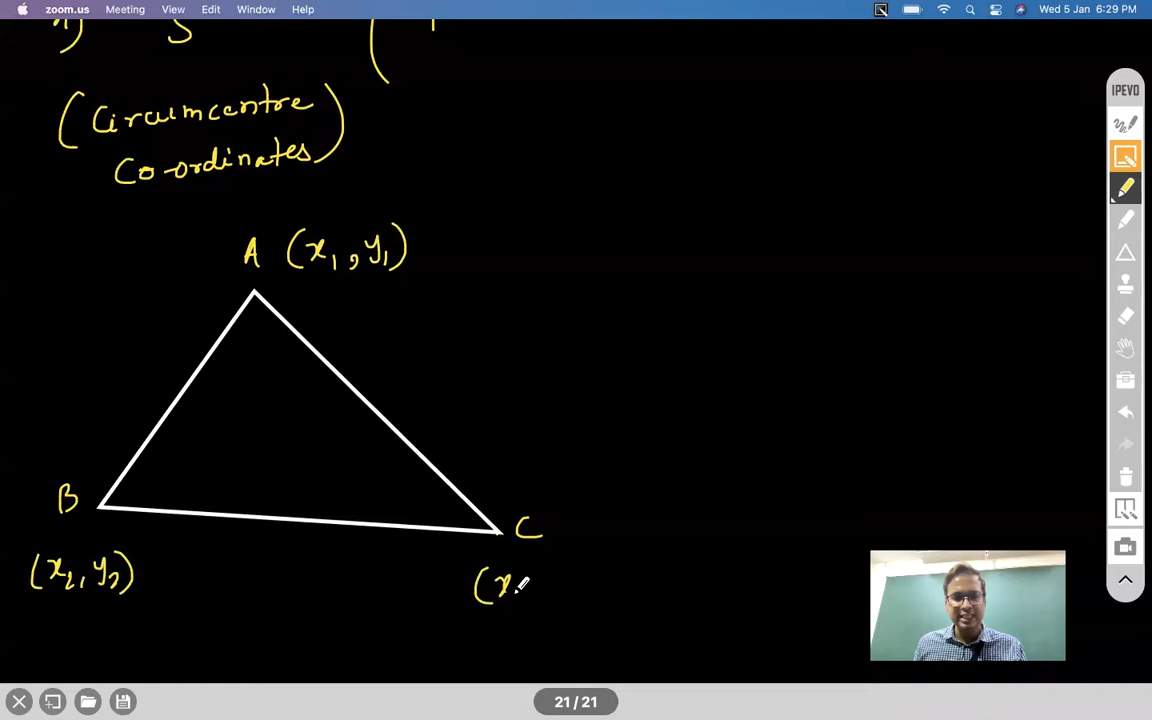 zoom.us Meeting View Edit Window Help Wed 5 Jan 6:29 PM
IPEVO
(Circumcentre
Co-ordinates)
A (x₁, y₁)
B
C
(x₂, y₂)
(x
21/21